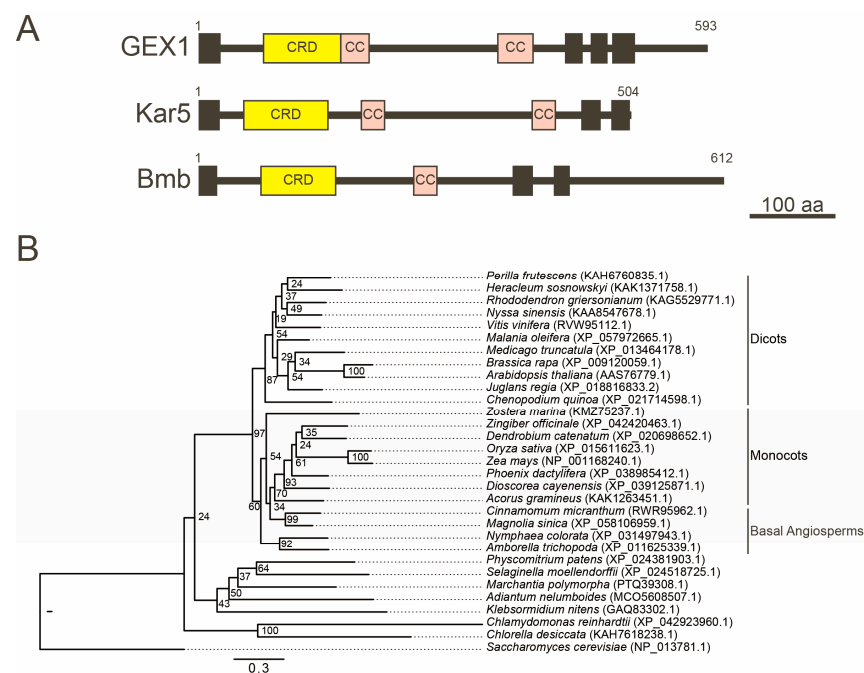 A
1
593
GEX1
CRD
CC
CC
1
504
Kar5
CRD
CC
CC
1
612
Bmb
CRD
CC
100 aa
B
Perilla frutescens (KAH6760835.1)
24
Heracleum sosnowskyi (KAK1371758.1)
37
Rhododendron griersonianum (KAG5529771.1)
49
Nyssa sinensis (KAA8547678.1)
19
Vitis vinifera (RVW95112.1)
54
Malania oleifera (XP_057972665.1)
Dicots
Medicago truncatula (XP_013464178.1)
29
34
Brassica rapa (XP_009120059.1)
100
Arabidopsis thaliana (AAS76779.1)
87
54
Juglans regia (XP_018816833.2)
Chenopodium quinoa (XP_021714598.1)
Zostera marina (KMZ75237.1)
Zingiber officinale (XP_042420463.1)
97
35
Dendrobium catenatum (XP_020698652.1)
24
Oryza sativa (XP_015611623.1)
54
100
Monocots
61
Zea mays (NP_001168240.1)
Phoenix dactylifera (XP_038985412.1)
93
Dioscorea cayenensis (XP_039125871.1)
70
Acorus gramineus (KAK1263451.1)
60
34
Cinnamomum micranthum (RWR95962.1)
24
99
Magnolia sinica (XP_058106959.1)
Basal Angiosperms
Nymphaea colorata (XP_031497943.1)
92
Amborella trichopoda (XP_011625339.1)
Physcomitrium patens (XP_024381903.1)
64
Selaginella moellendorffii (XP_024518725.1)
37
Marchantia polymorpha (PTQ39308.1)
50
Adiantum nelumboides (MCO5608507.1)
43
Klebsormidium nitens (GAQ83302.1)
Chlamydomonas reinhardtii (XP_042923960.1)
100
Chlorella desiccata (KAH7618238.1)
Saccharomyces cerevisiae (NP_013781.1)
0.3